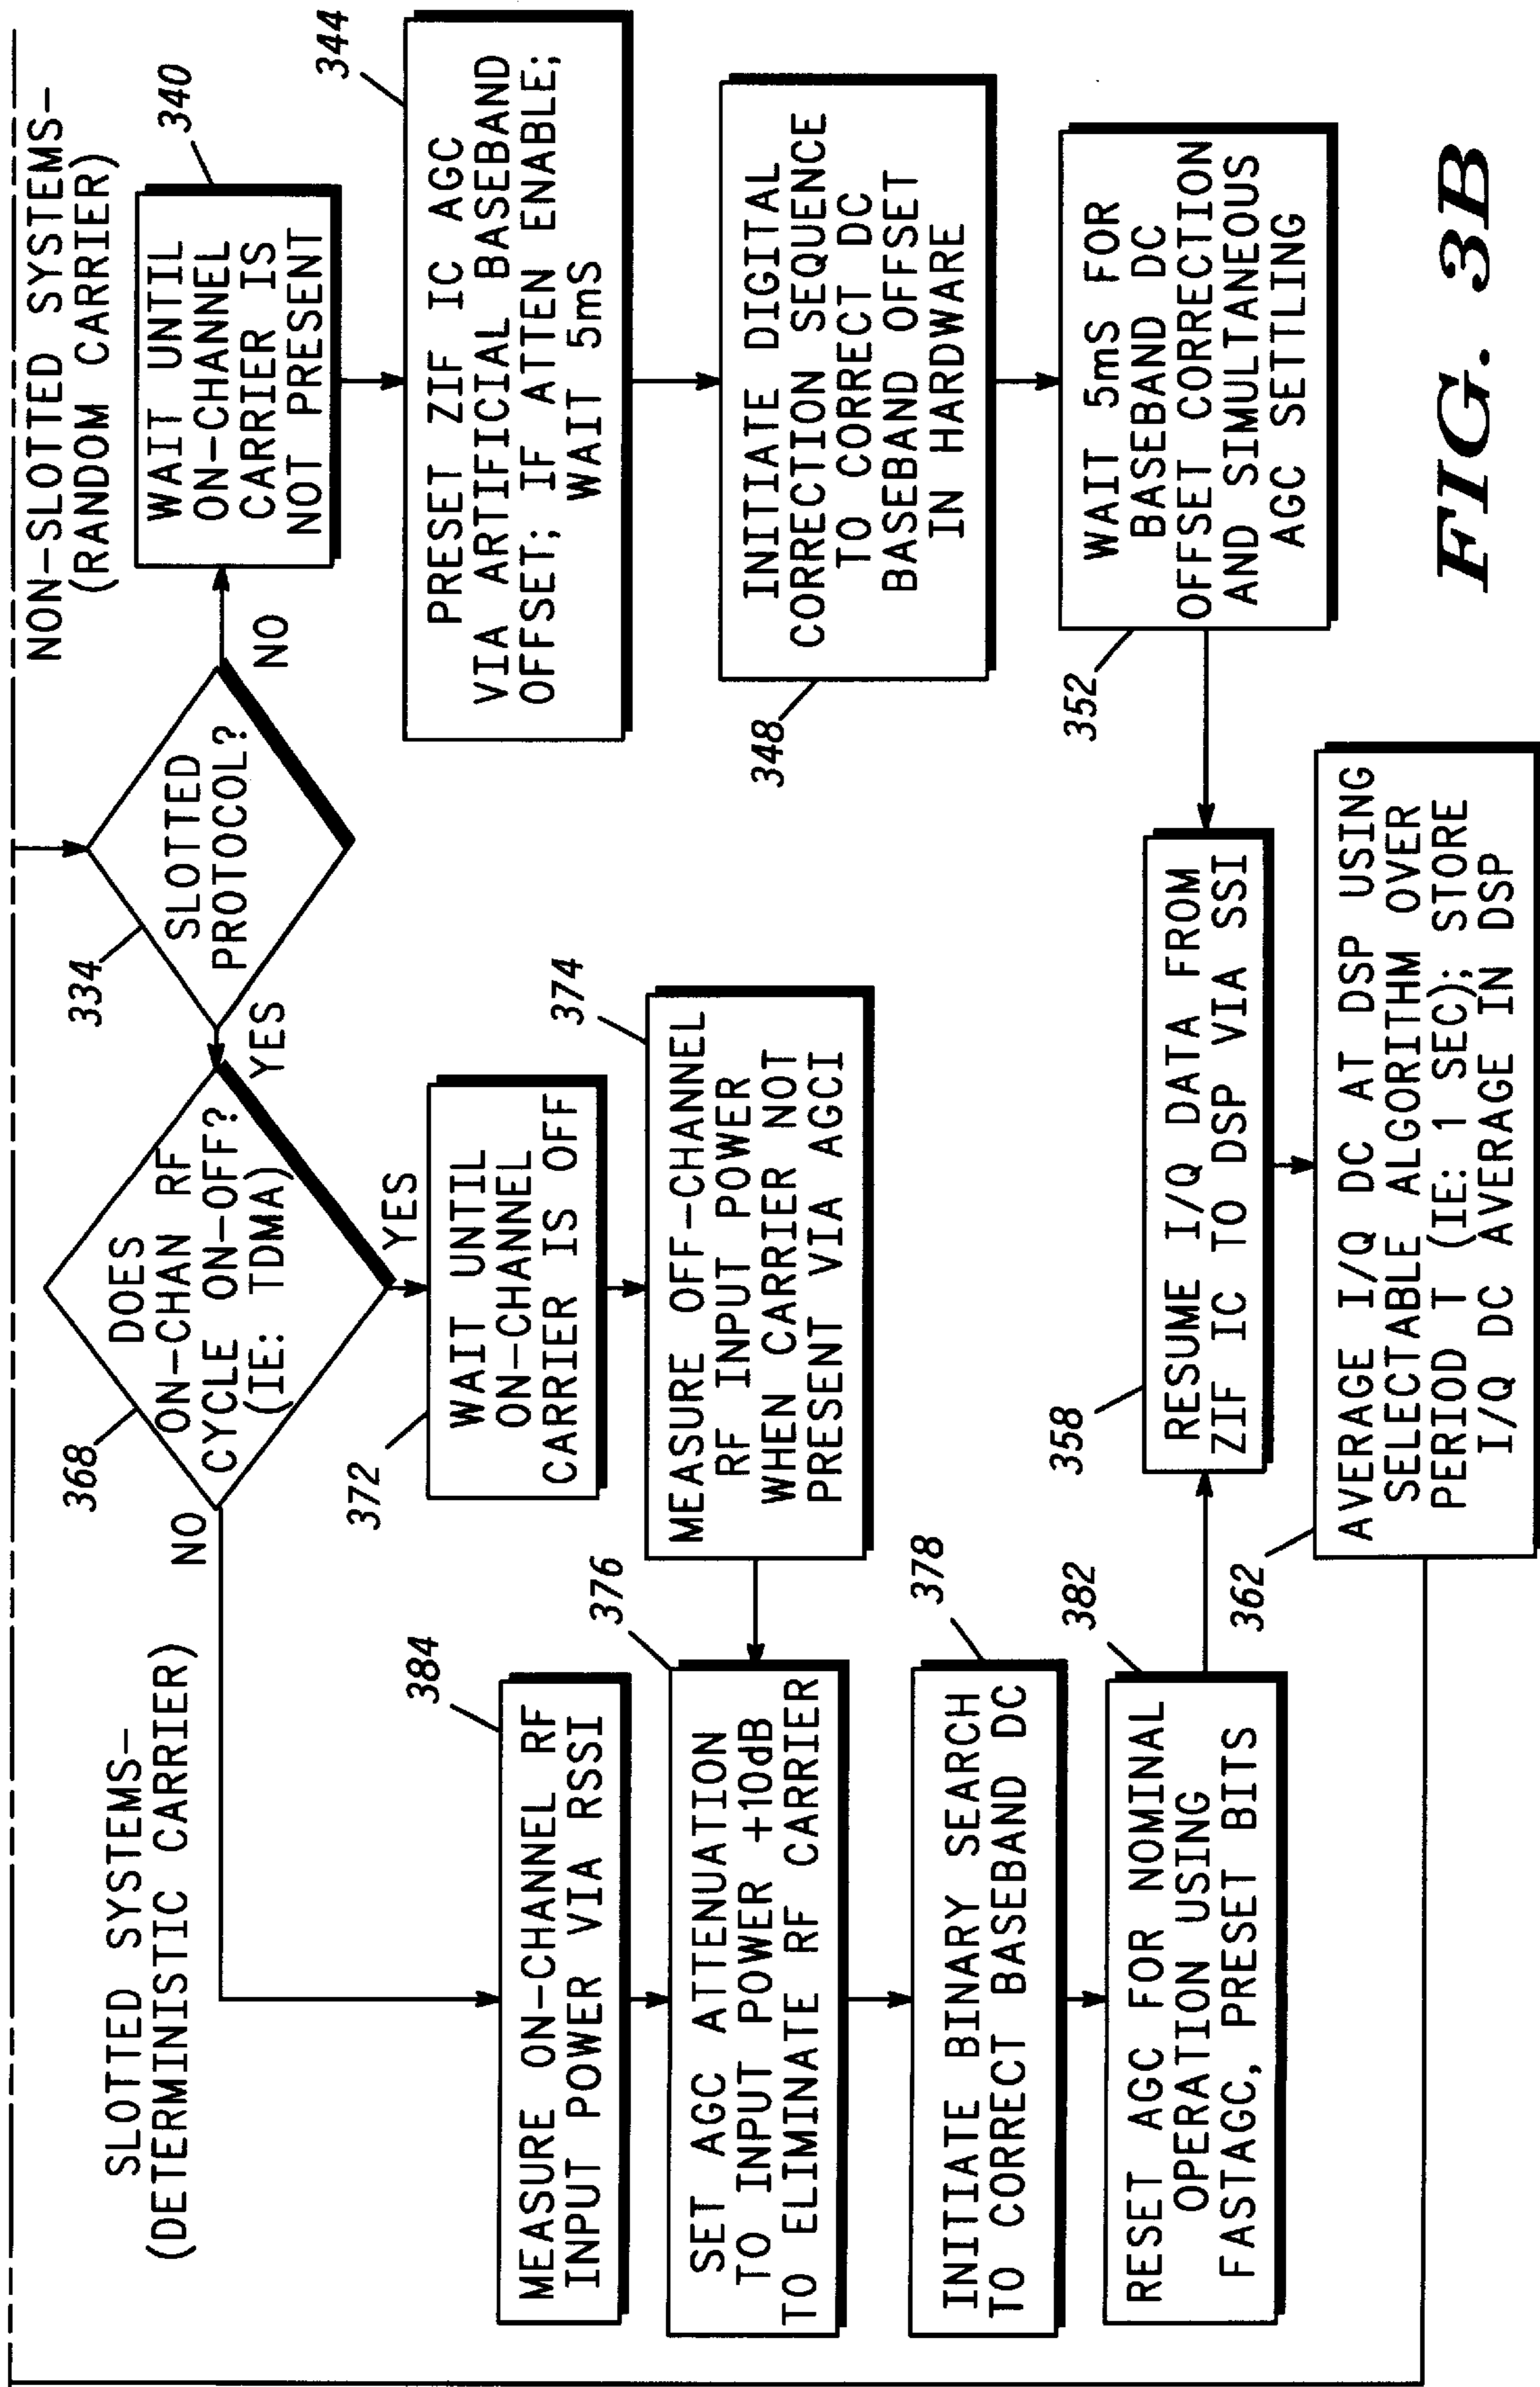 NON-SLOTTED SYSTEMS-
(RANDOM CARRIER)
SLOTTED SYSTEMS-
(DETERMINISTIC CARRIER)
334
SLOTTED
PROTOCOL?
NO
YES
340
WAIT UNTIL
ON-CHANNEL
CARRIER IS
NOT PRESENT
344
PRESET ZIF IC AGC
VIA ARTIFICIAL BASEBAND
OFFSET; IF ATTEN ENABLE;
WAIT 5mS
348
INITIATE DIGITAL
CORRECTION SEQUENCE
TO CORRECT DC
BASEBAND OFFSET
IN HARDWARE
352
WAIT 5mS FOR
BASEBAND DC
OFFSET CORRECTION
AND SIMULTANEOUS
AGC SETTLING
368
DOES
ON-CHAN RF
CYCLE ON-OFF?
(IE: TDMA)
NO
YES
372
WAIT UNTIL
ON-CHANNEL
CARRIER IS OFF
374
MEASURE OFF-CHANNEL
RF INPUT POWER
WHEN CARRIER NOT
PRESENT VIA AGCI
384
MEASURE ON-CHANNEL RF
INPUT POWER VIA RSSI
376
SET AGC ATTENUATION
TO INPUT POWER +10dB
TO ELIMINATE RF CARRIER
378
INITIATE BINARY SEARCH
TO CORRECT BASEBAND DC
382
RESET AGC FOR NOMINAL
OPERATION USING
FASTAGC, PRESET BITS
358
RESUME I/Q DATA FROM
ZIF IC TO DSP VIA SSI
362
AVERAGE I/Q DC AT DSP USING
SELECTABLE ALGORITHM OVER
PERIOD T (IE: 1 SEC); STORE
I/Q DC AVERAGE IN DSP
FIG. 3B